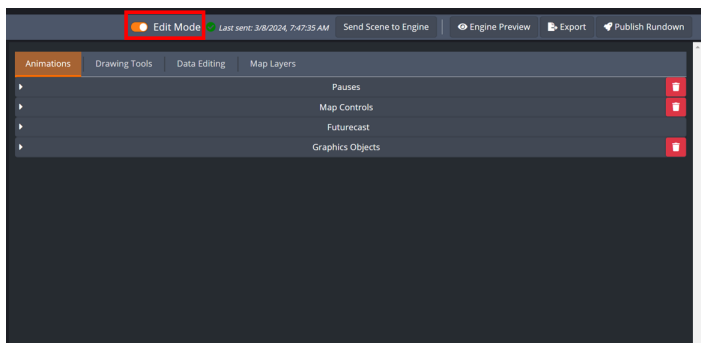 Edit Mode Last sent: 3/8/2024, 7:47:35 AM Send Scene to Engine Engine Preview Export Publish Rundown
Animations Drawing Tools Data Editing Map Layers
Pauses
Map Controls
Futurecast
Graphics Objects